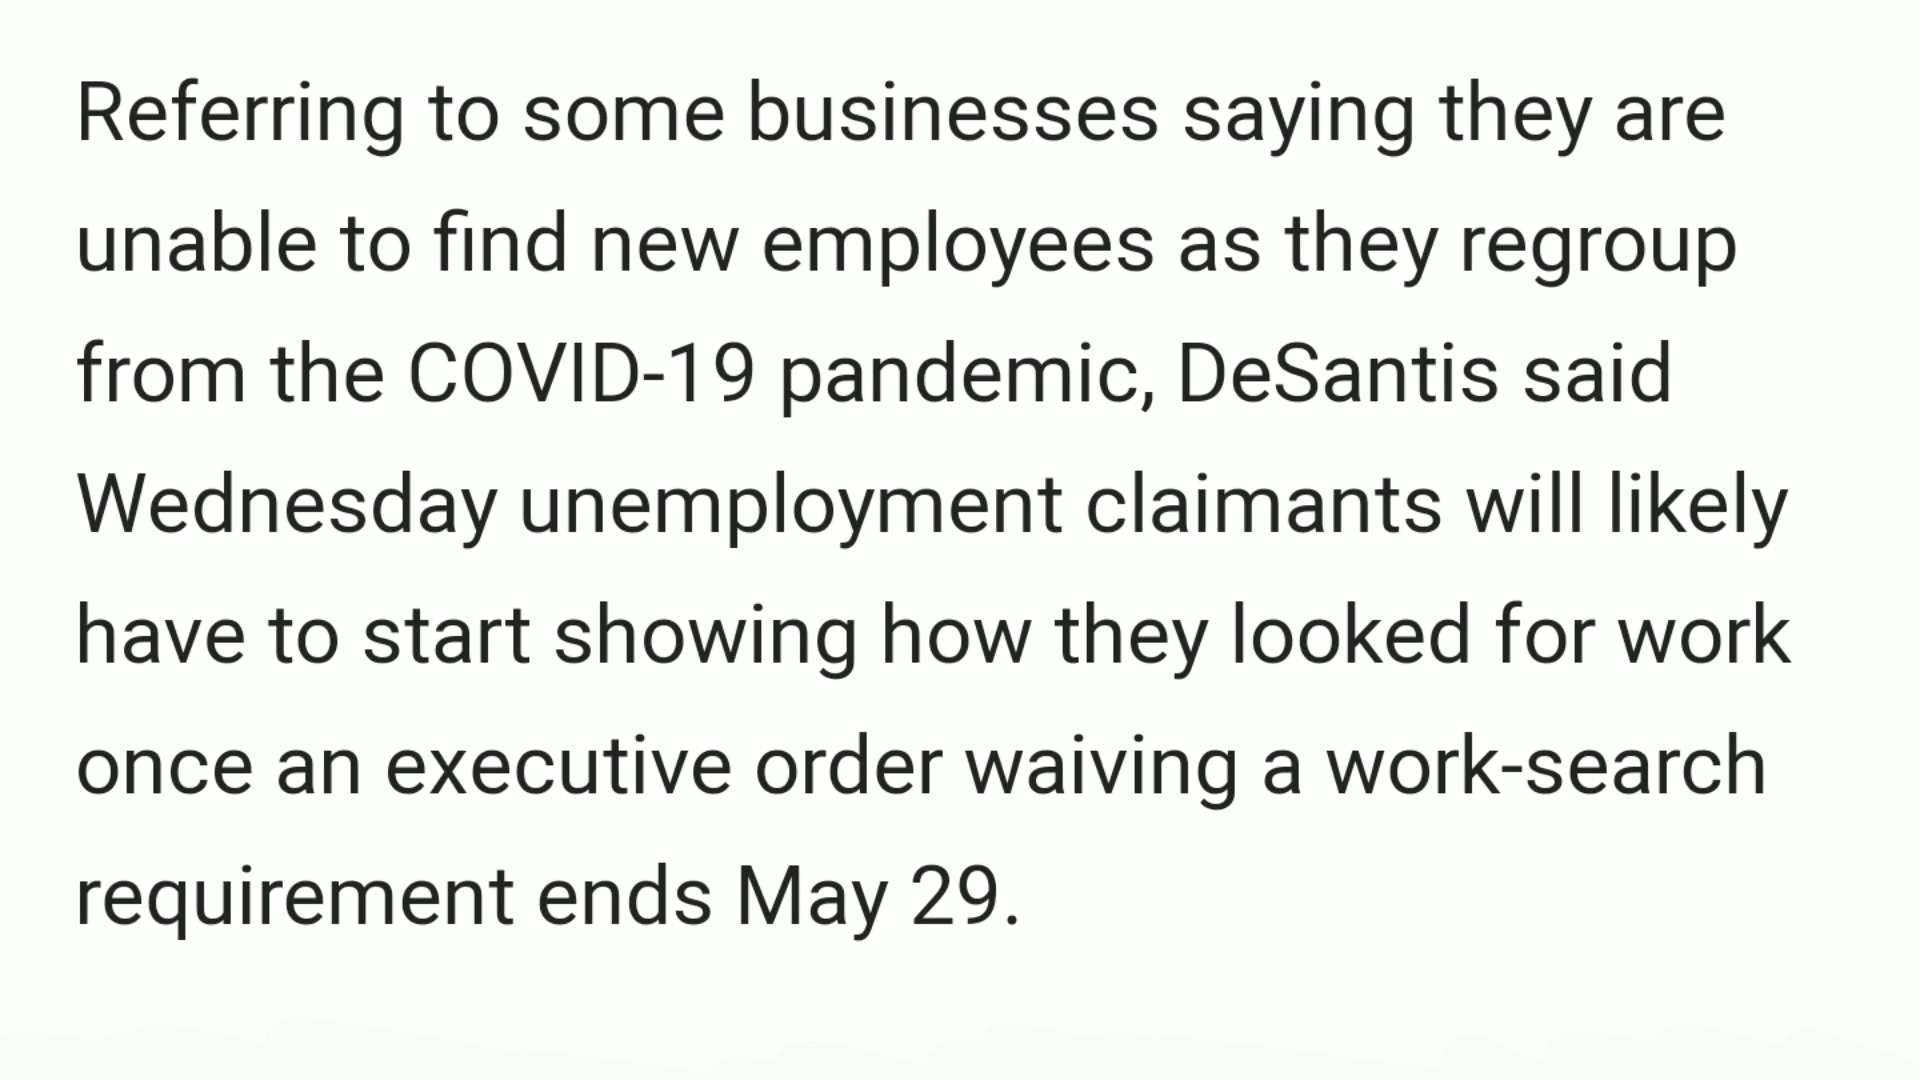 Referring to some businesses saying they are
unable to find new employees as they regroup
from the COVID-19 pandemic, DeSantis said
Wednesday unemployment claimants will likely
have to start showing how they looked for work
once an executive order waiving a work-search
requirement ends May 29.